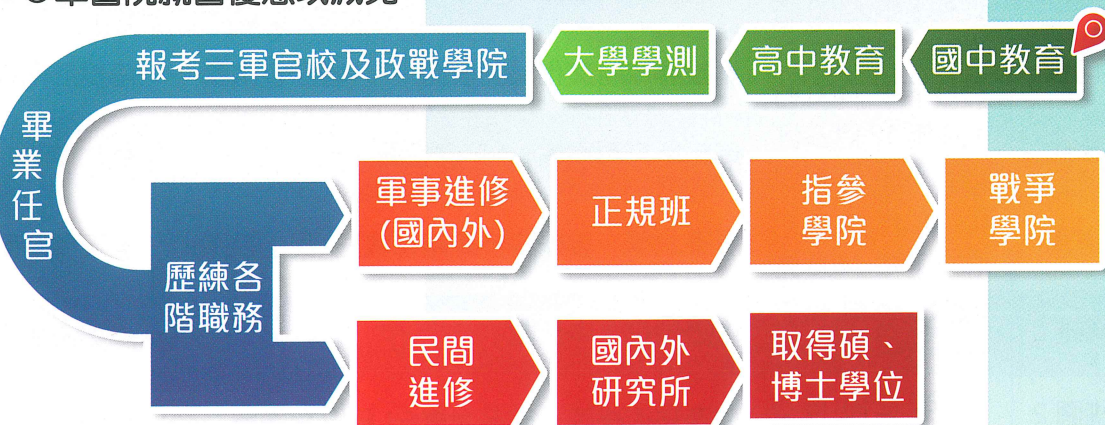 國中教育
高中教育
大學學測
報考三軍官校及政戰學院
畢業任官
歷練各
階職務
軍事進修
(國內外)
正規班
指參
學院
戰爭
學院
民間
進修
國內外
研究所
取得碩、
博士學位